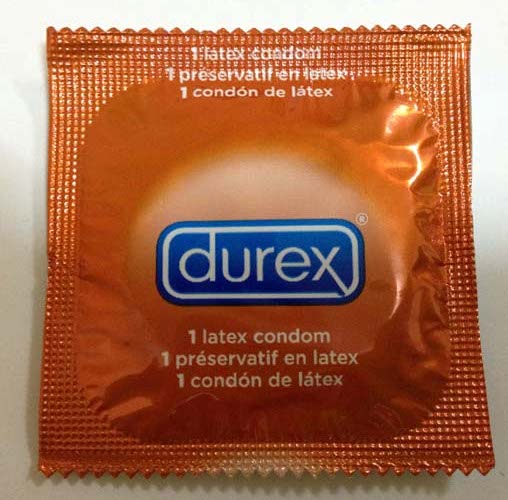 1 latex condom
1 préservatif en latex
1 condón de látex
durex®
1 latex condom
1 préservatif en latex
1 condón de látex